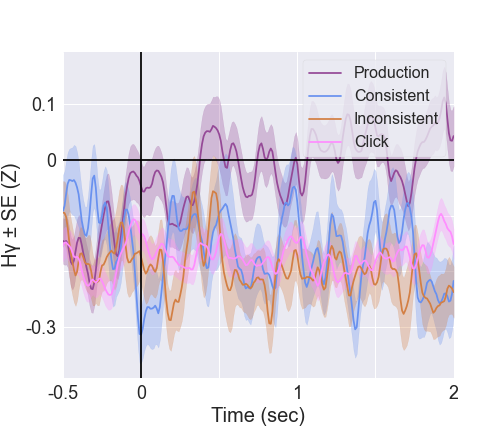 Production
Consistent
Inconsistent
Click
0.1
0
-0.3
Hγ ± SE (Z)
-0.5 0 1 2
Time (sec)